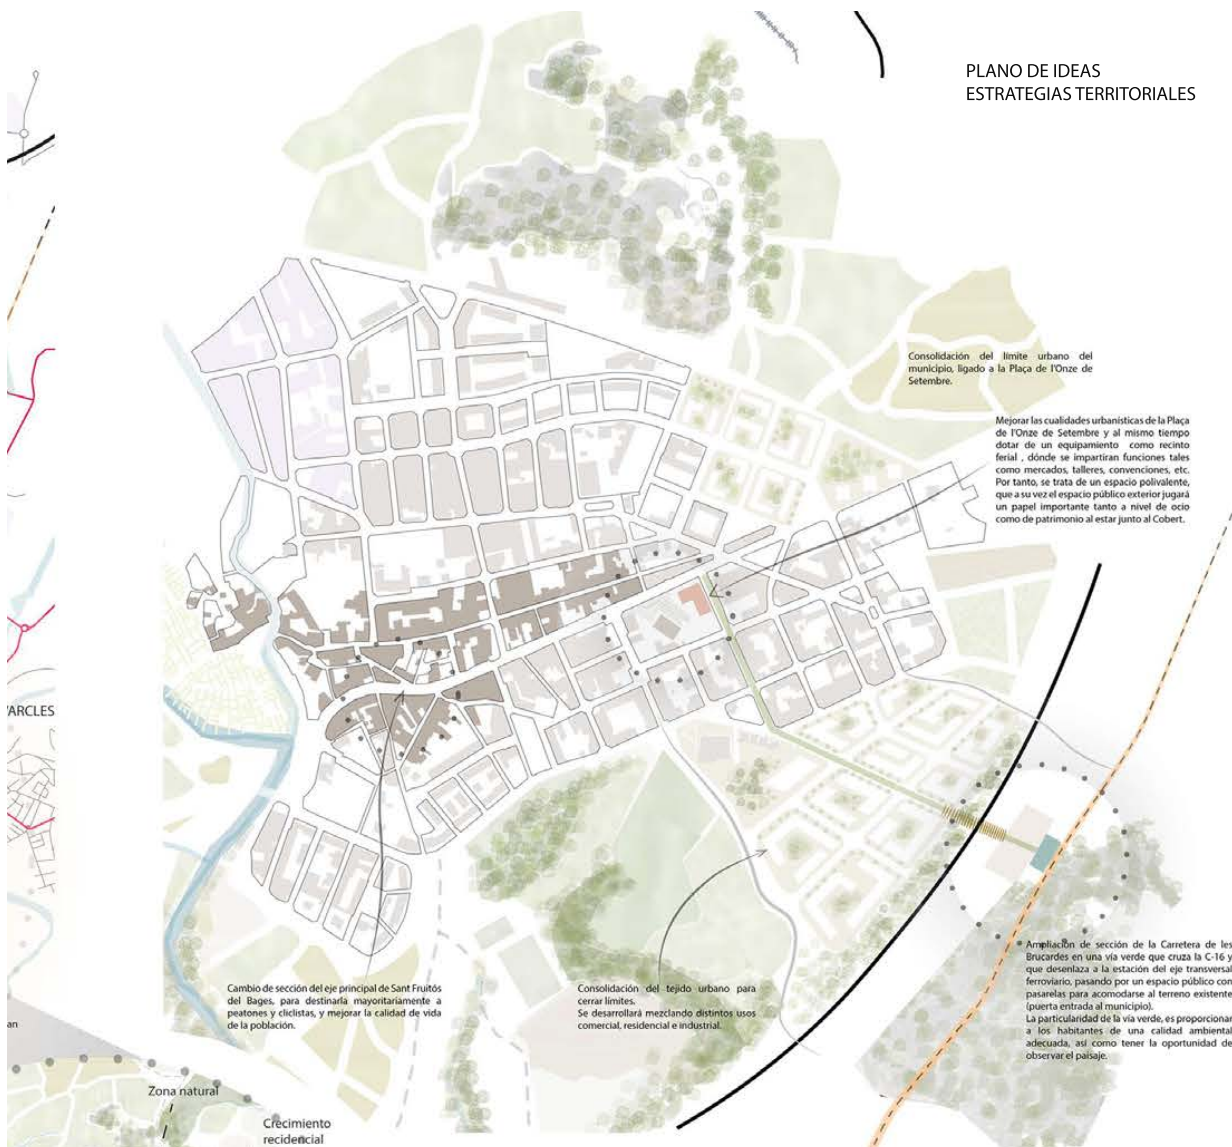 PLANO DE IDEAS
ESTRATEGIAS TERRITORIALES
Consolidación del límite urbano del
municipio, ligado a la Plaça de l'Onze de
Setembre.
Mejorar las cualidades urbanísticas de la Plaça
de l'Onze de Setembre y al mismo tiempo
dotar de un equipamiento como recinto
ferial , dónde se impartiran funciones tales
como mercados, talleres, convenciones, etc.
Por tanto, se trata de un espacio polivalente,
que a su vez el espacio público exterior jugará
un papel importante tanto a nivel de ocio
como de patrimonio al estar junto al Cobert.
'ARCLES
Cambio de sección del eje principal de Sant Fruitós
del Bages, para destinarla mayoritariamente a
peatones y cliclistas, y mejorar la calidad de vida
de la población.
Consolidación del tejido urbano para
cerrar límites.
Se desarrollará mezclando distintos usos
comercial, residencial e industrial.
Ampliación de sección de la Carretera de les
Brucardes en una vía verde que cruza la C-16 y
que desenlaza a la estación del eje transversal
ferroviario, pasando por un espacio público con
pasarelas para acomodarse al terreno existente
(puerta entrada al municipio).
La particularidad de la vía verde, es proporcionar
a los habitantes de una calidad ambiental
adecuada, así como tener la oportunidad de
observar el paisaje.
an
Zona natural
Crecimiento
residencial